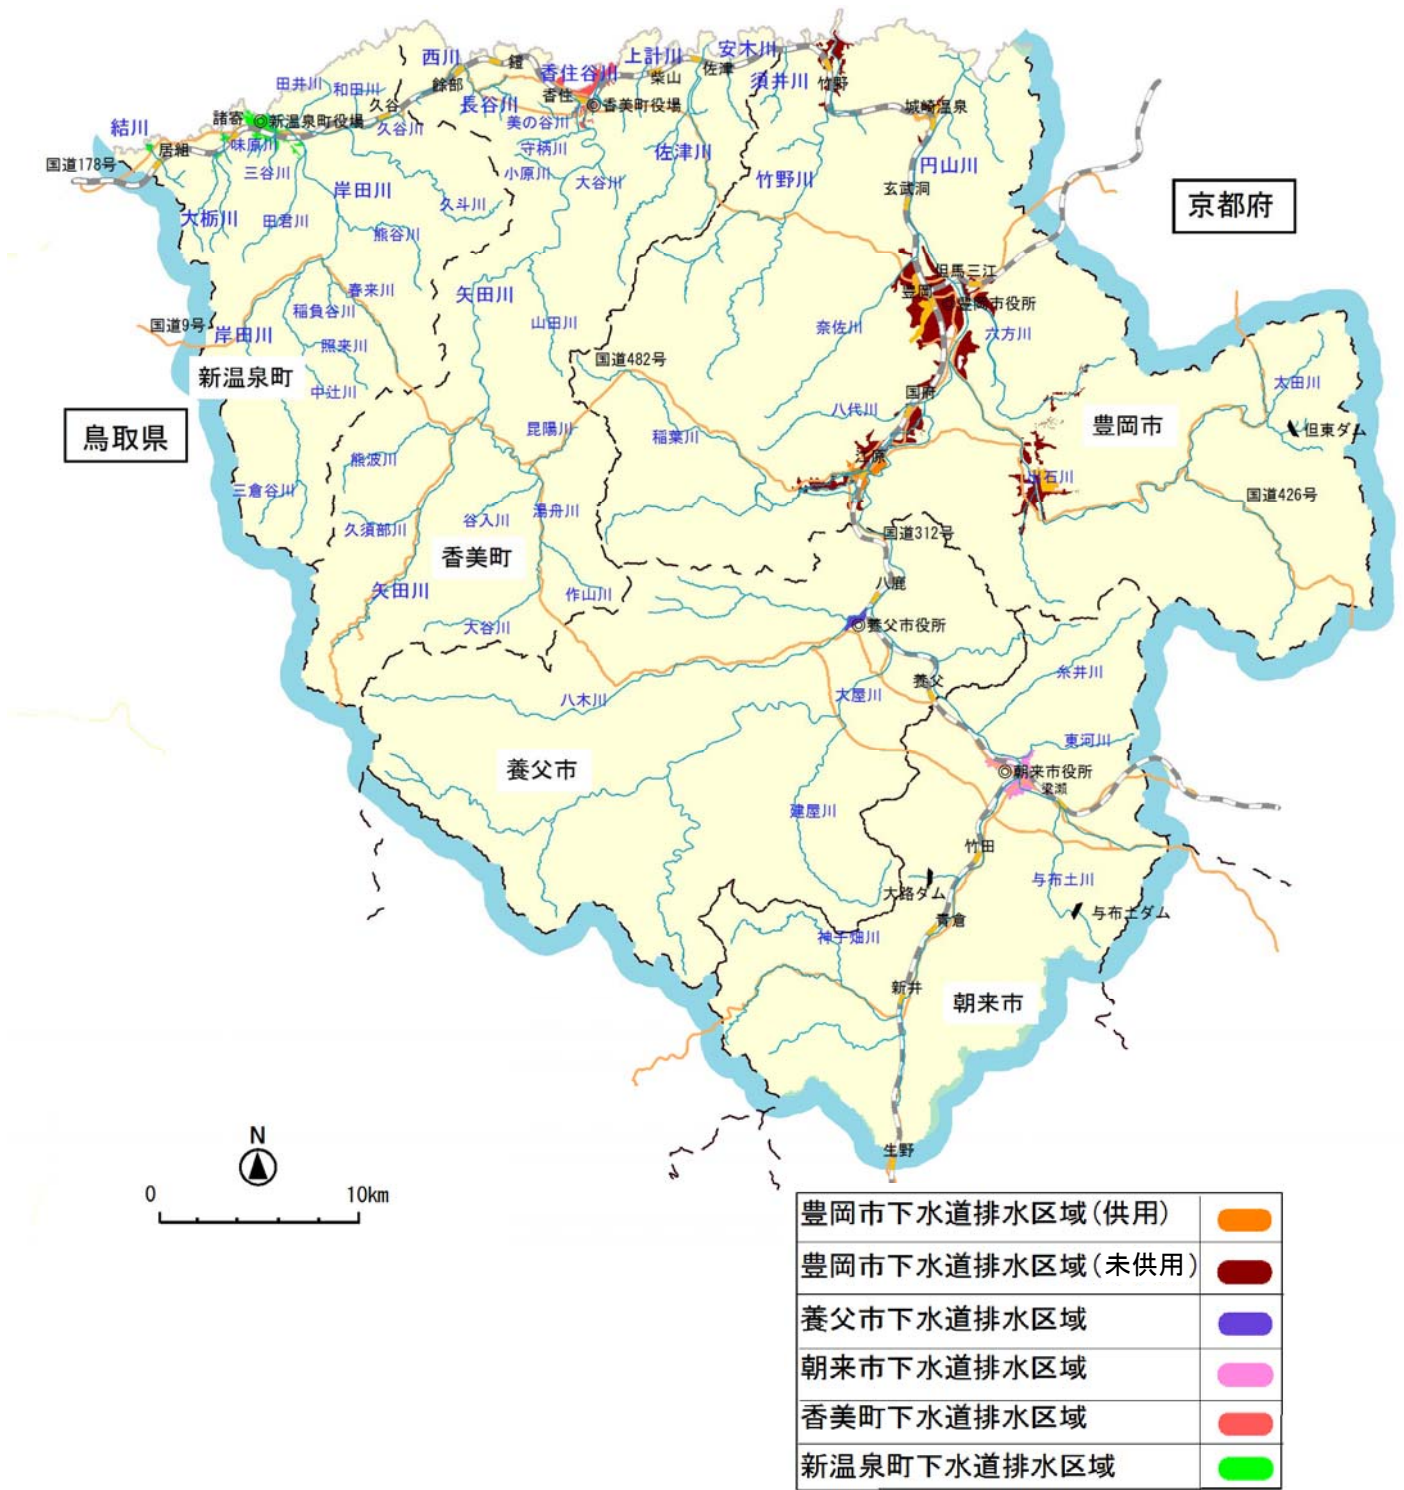 西川
鎧
上計川
安木川
田井川
和田川
餘部
香住谷川
柴山
佐津
須井川
竹野
久谷
長谷川
香住
香美町役場
城崎温泉
結川
諸寄
新温泉町役場
久谷川
美の谷川
味原川
守柄川
佐津川
円山川
居組
国道178号
三谷川
小原川
大谷川
竹野川
玄武洞
岸田川
京都府
大栃川
田君川
久斗川
熊谷川
但馬三江
春来川
矢田川
豊岡
豊岡市役所
稲負谷川
国道9号
岸田川
山田川
奈佐川
六方川
照来川
国道482号
新温泉町
中辻川
国府
太田川
八代川
鳥取県
昆陽川
稲葉川
豊岡市
但東ダム
熊波川
江原
出石川
三倉谷川
国道426号
久須部川
谷入川
湯舟川
国道312号
香美町
八鹿
矢田川
作山川
大谷川
養父市役所
糸井川
八木川
大屋川
養父
東河川
養父市
朝来市役所
梁瀬
建屋川
竹田
与布土川
大路ダム
与布土ダム
青倉
神子畑川
新井
朝来市
生野
N
0 10km
豊岡市下水道排水区域(供用)
豊岡市下水道排水区域(未供用)
養父市下水道排水区域
朝来市下水道排水区域
香美町下水道排水区域
新温泉町下水道排水区域